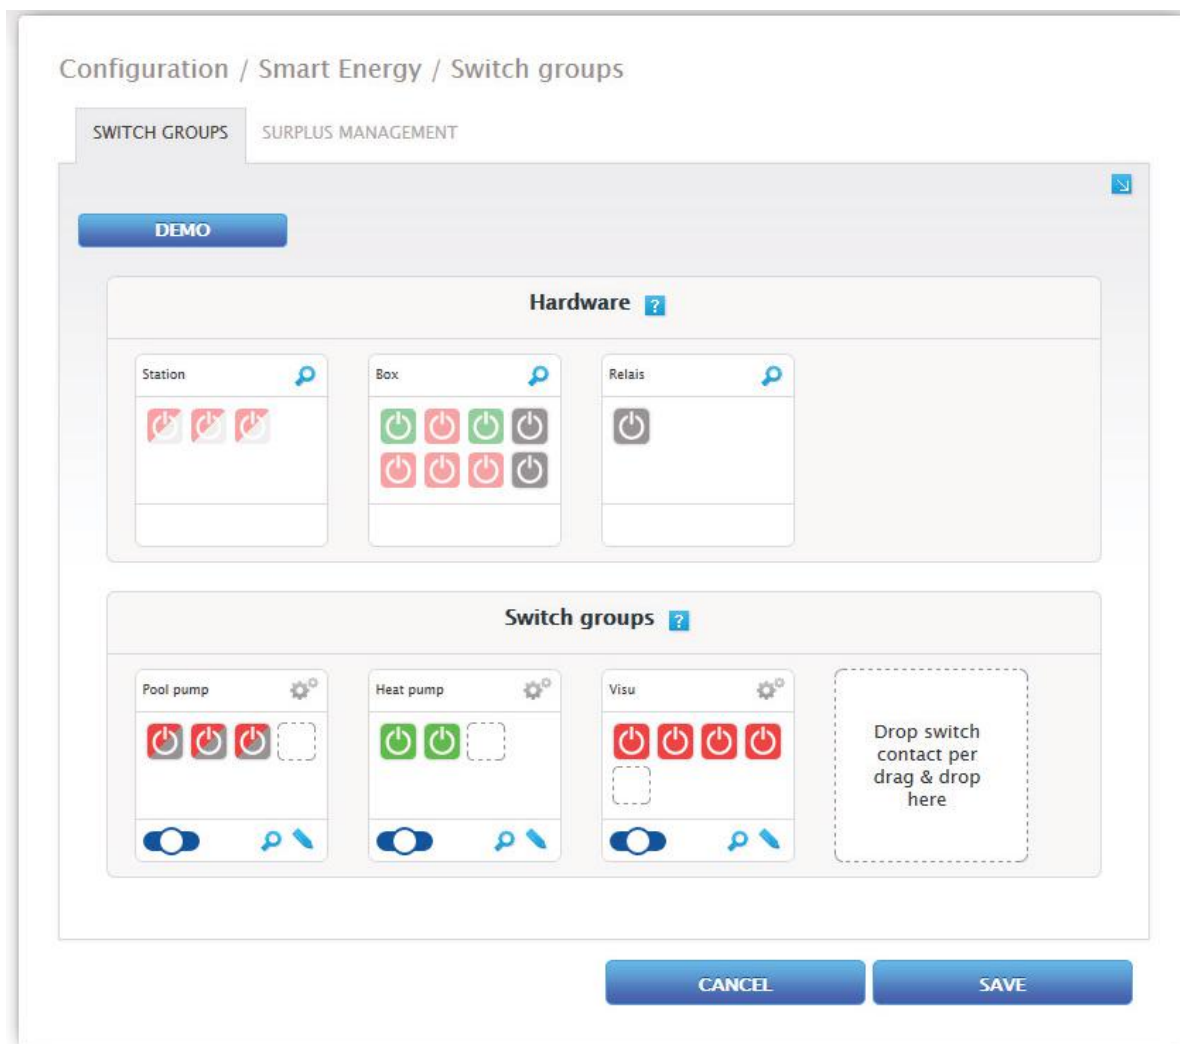 Configuration / Smart Energy / Switch groups
SWITCH GROUPS
SURPLUS MANAGEMENT
DEMO
Hardware ?
Station
Box
Relais
Switch groups ?
Pool pump
Heat pump
Visu
Drop switch
contact per
drag & drop
here
CANCEL
SAVE